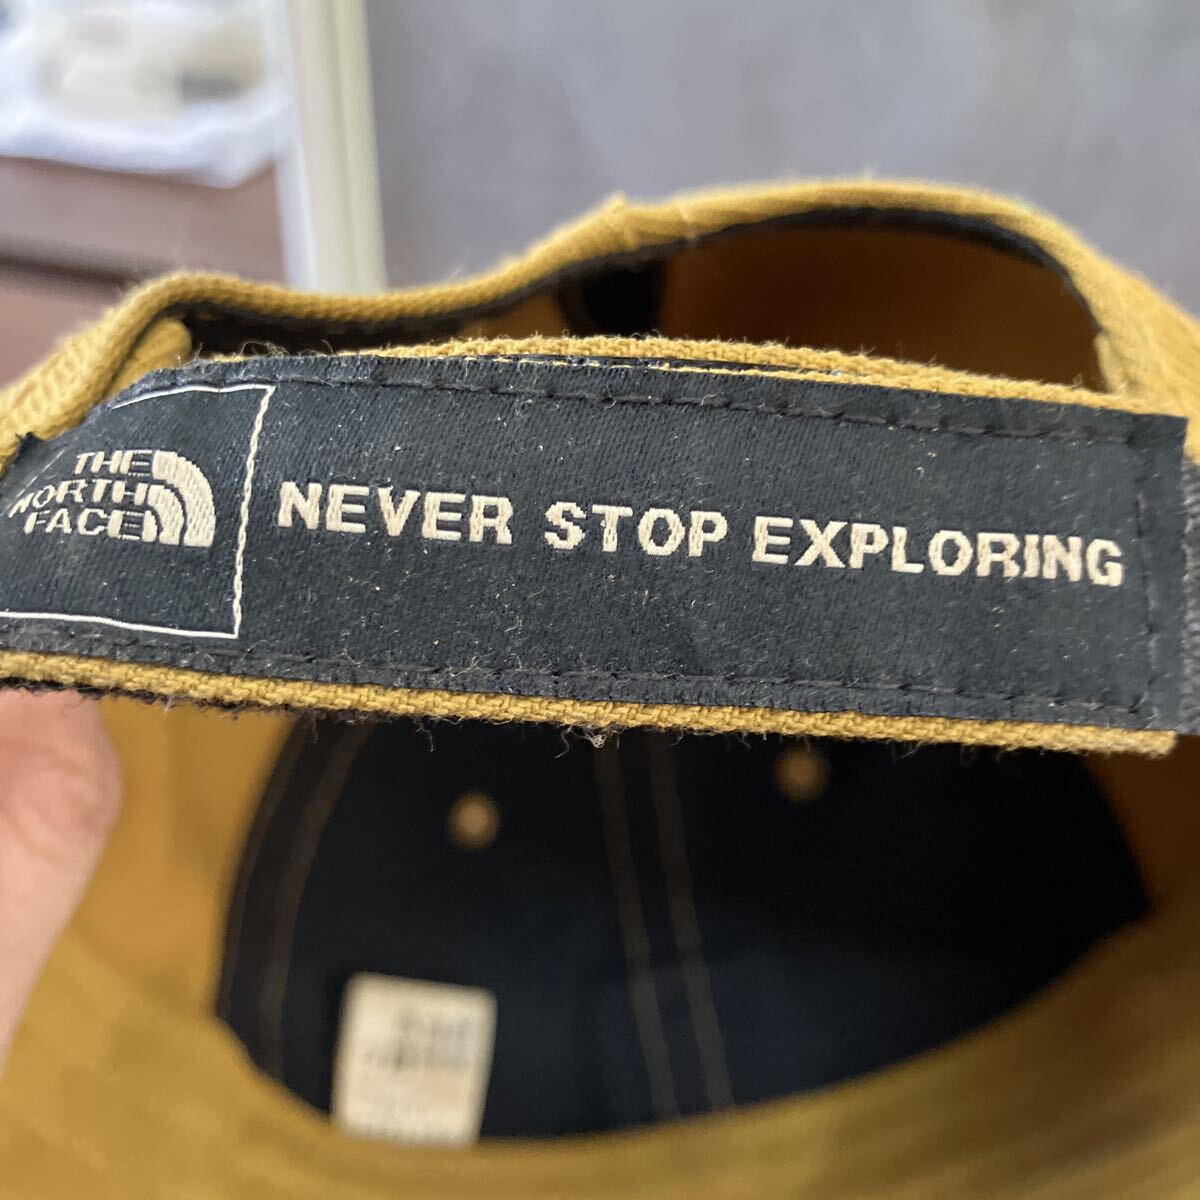 THE
NORTH
FACE
NEVER STOP EXPLORING